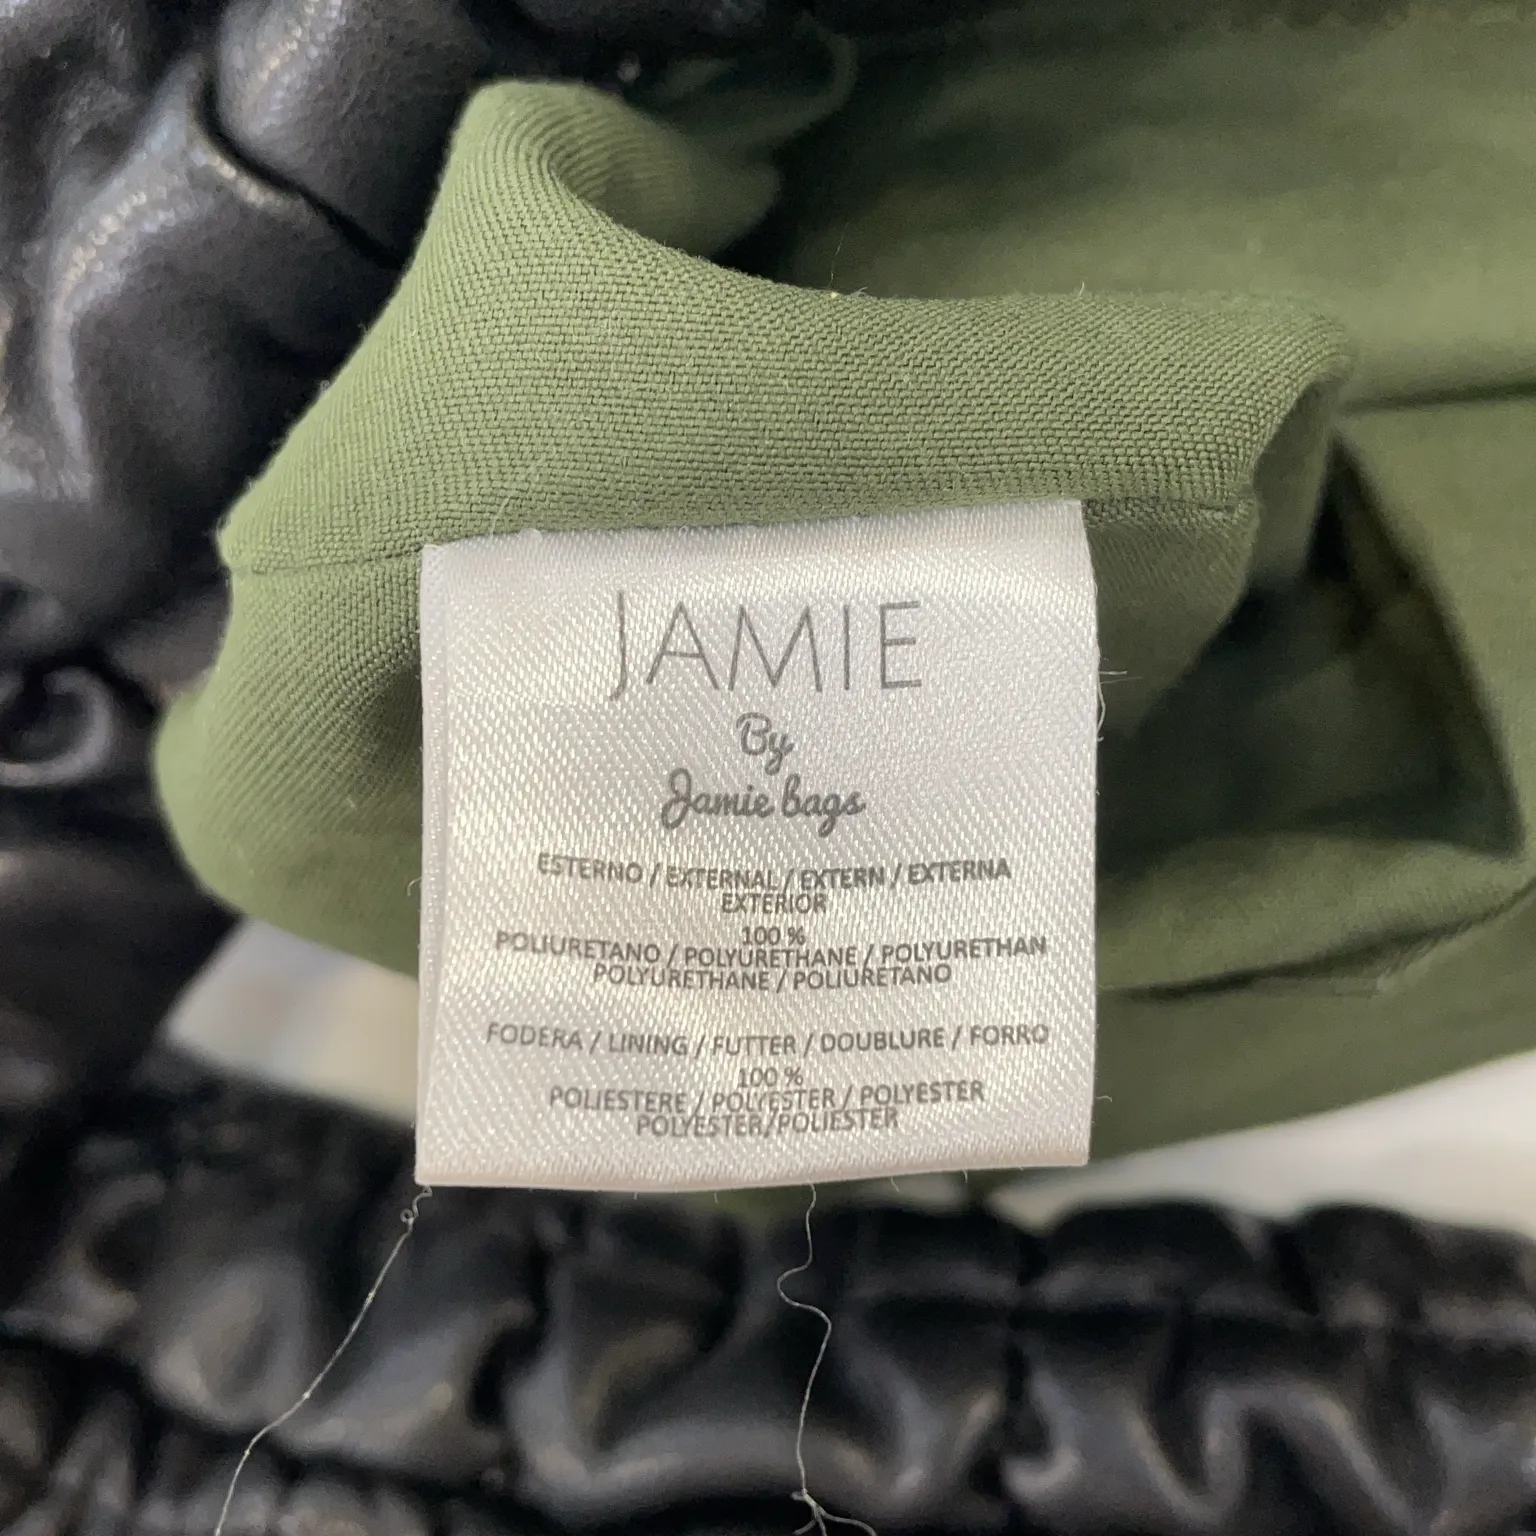 JAMIE
By
Jamie bags
ESTERNO / EXTERNAL / EXTERN / EXTERNA
EXTERIOR
100 %
POLIURETANO / POLYURETHANE / POLYURETHAN
POLYURETHANE / POLIURETANO
FODERA / LINING / FUTTER / DOUBLURE / FORRO
100 %
POLIESTERE / POLYESTER / POLYESTER
POLYESTER/POLIESTER